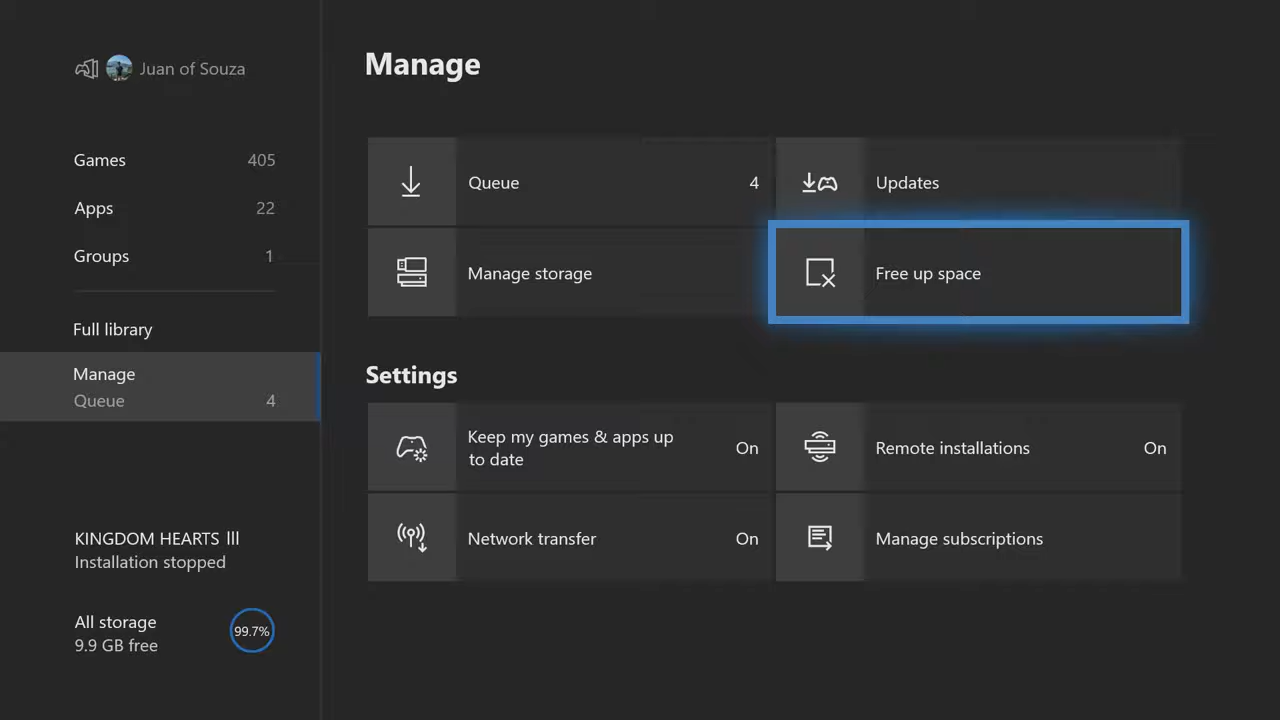 Juan of Souza
Games 405
Apps 22
Groups 1
Full library
Manage
Queue 4
KINGDOM HEARTS III
Installation stopped
All storage
9.9 GB free
99.7%
Manage
Queue 4
Updates
Manage storage
Free up space
Settings
Keep my games & apps up
to date
On
Remote installations On
Network transfer On
Manage subscriptions